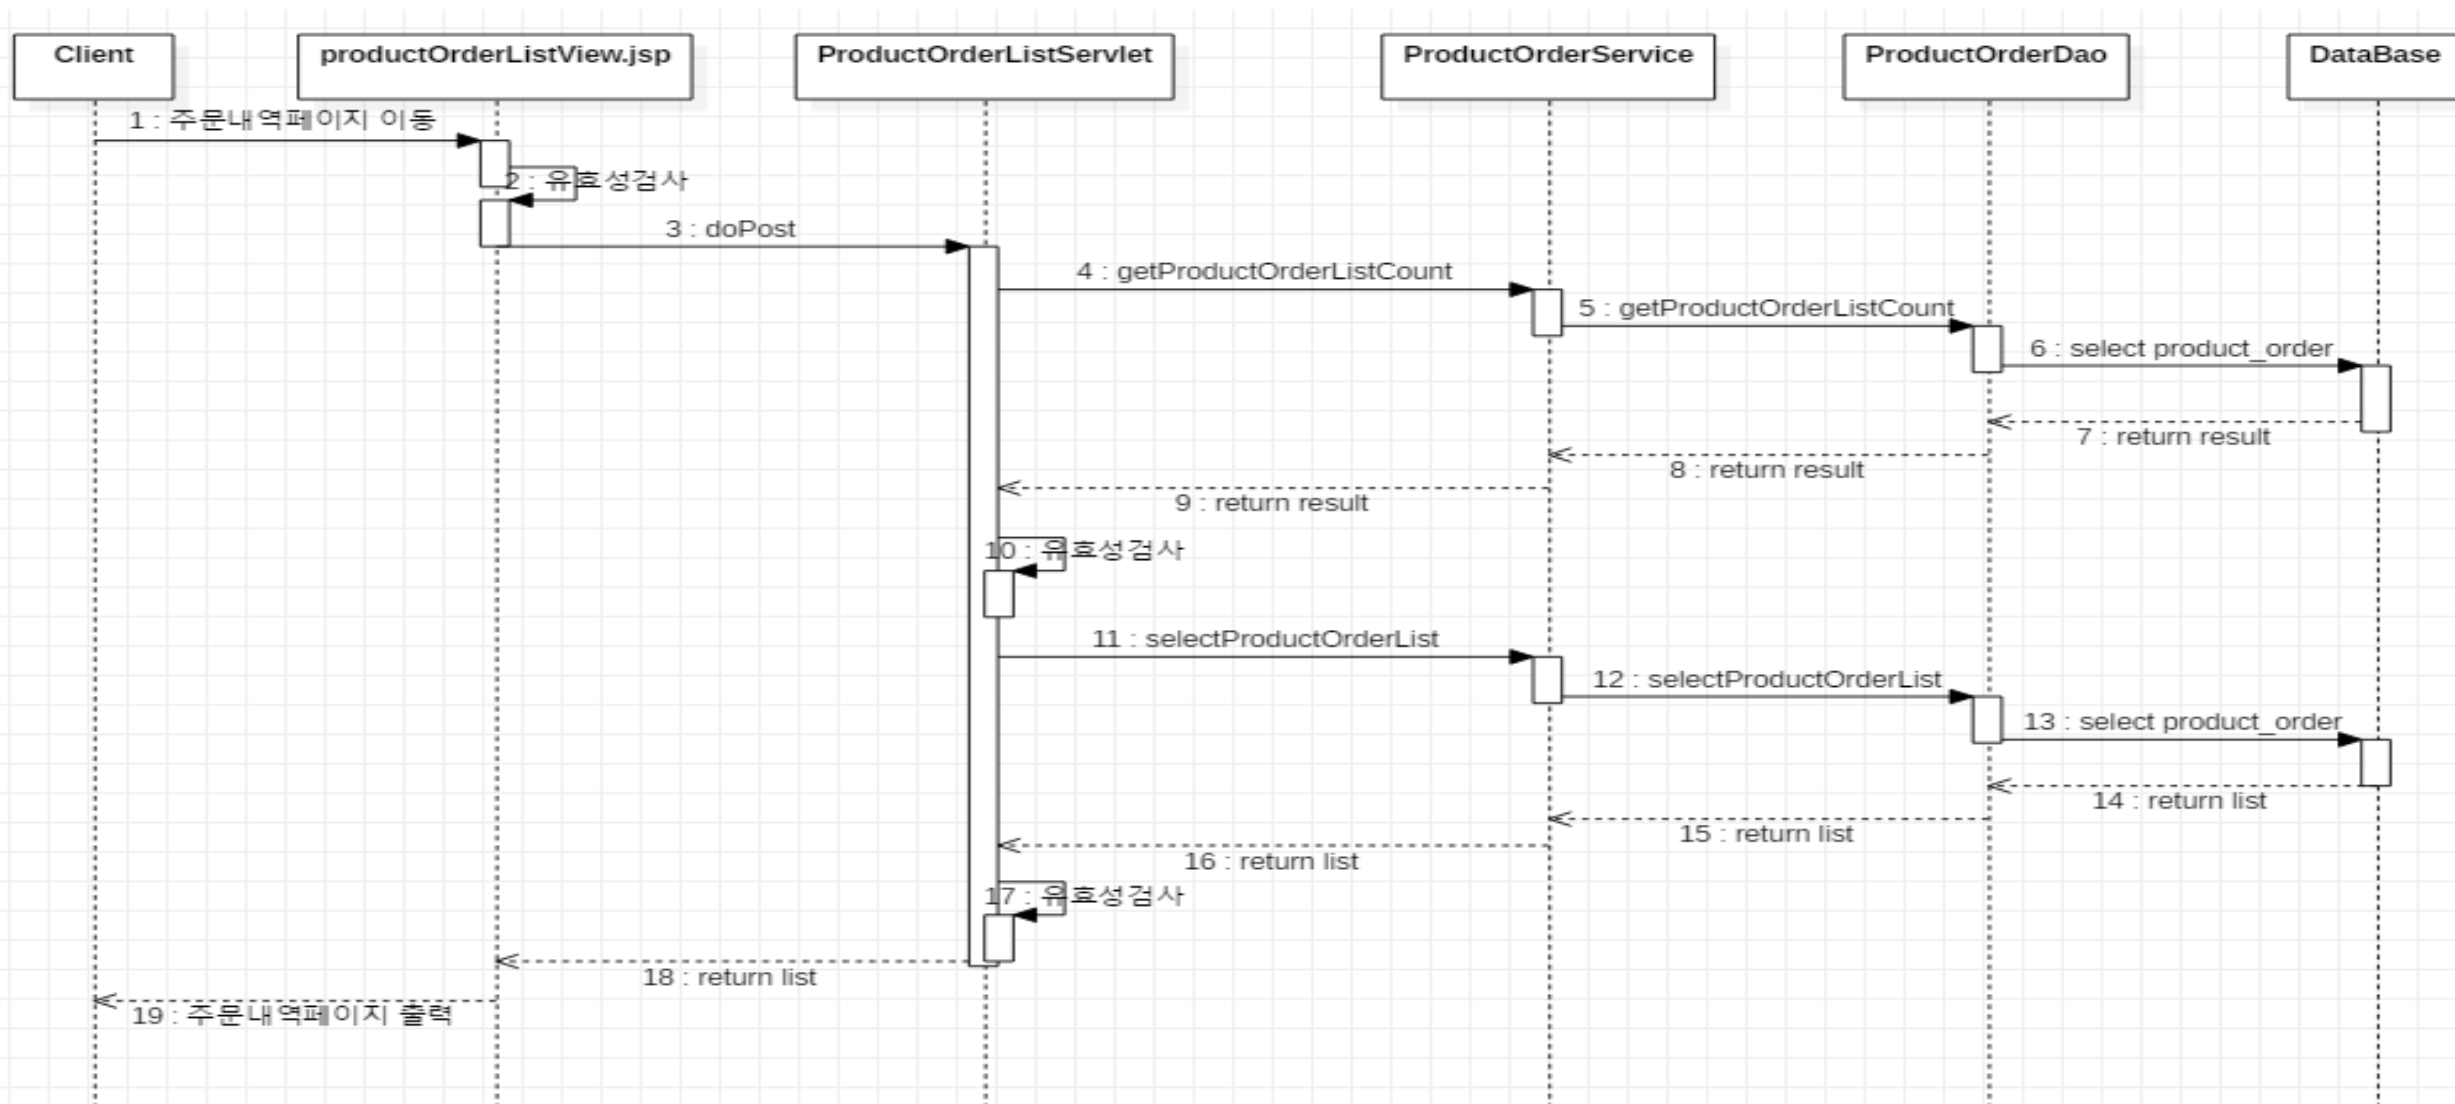 Client
productOrderListView.jsp
ProductOrderListServlet
ProductOrderService
ProductOrderDao
DataBase
1 : 주문내역페이지 이동
2 : 유효성검사
3 : doPost
4 : getProductOrderListCount
5 : getProductOrderListCount
6 : select product_order
7 : return result
8 : return result
9 : return result
10 : 유효성검사
11 : selectProductOrderList
12 : selectProductOrderList
13 : select product_order
14 : return list
15 : return list
16 : return list
17 : 유효성검사
18 : return list
19 : 주문내역페이지 출력